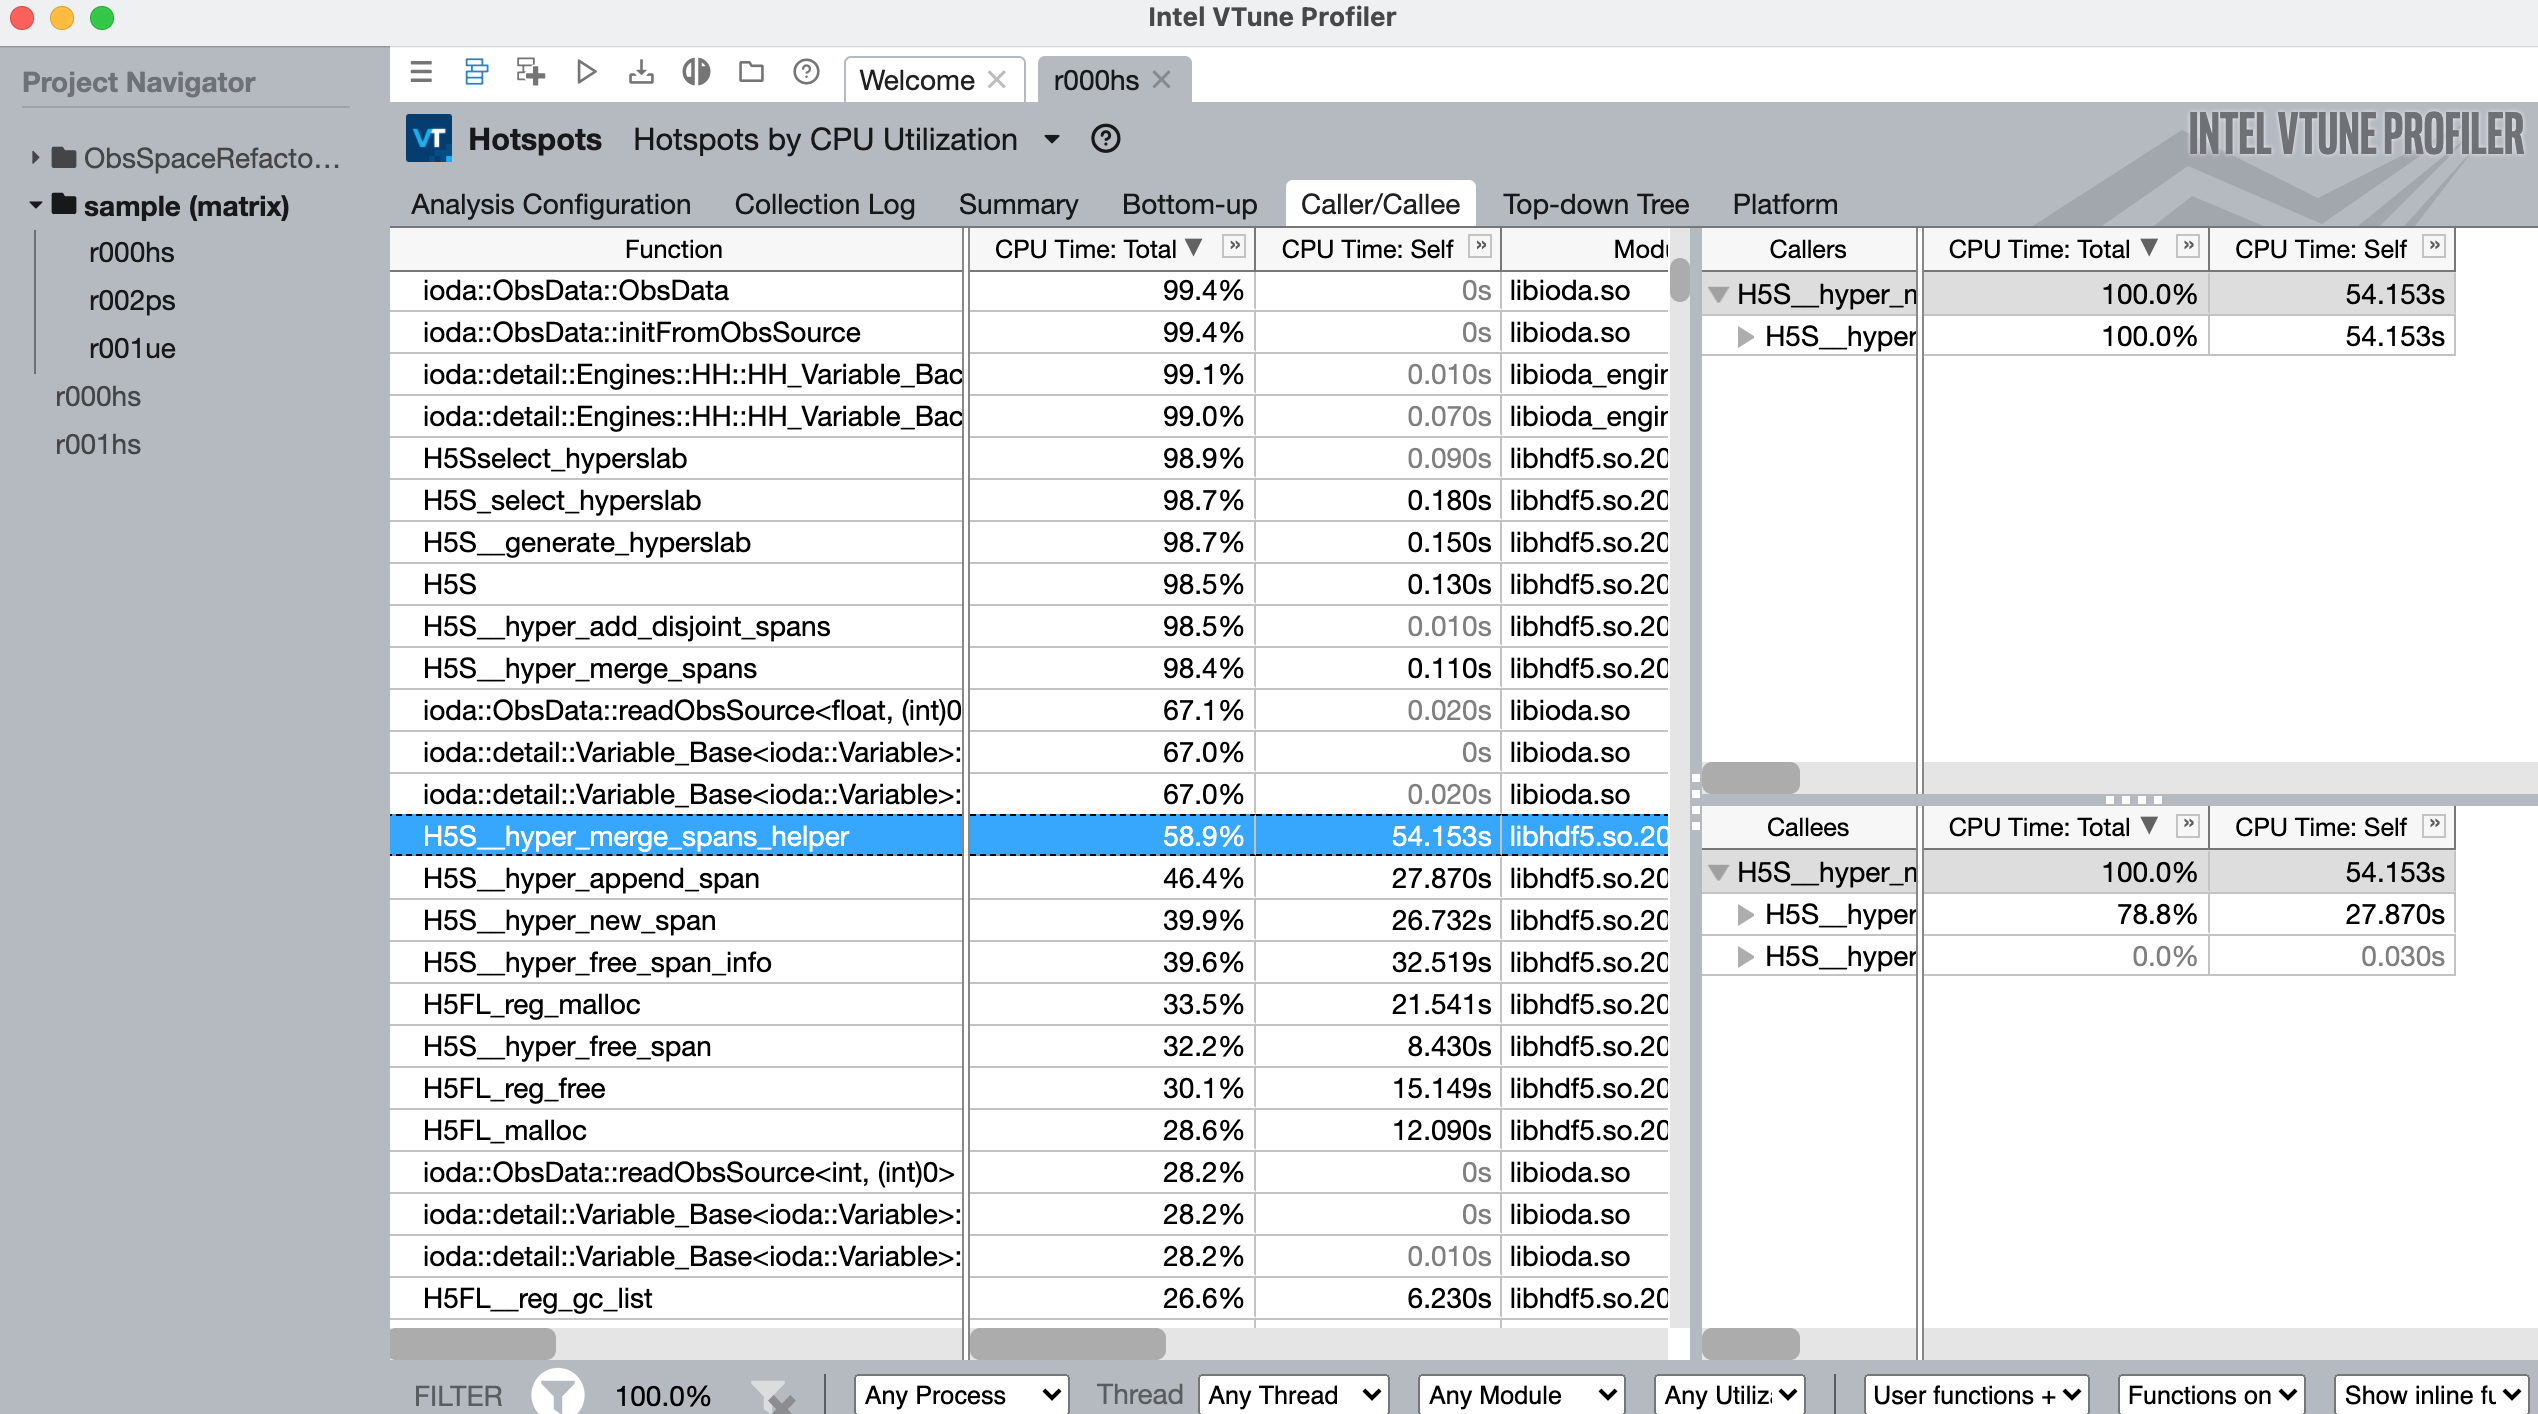 Intel VTune Profiler
Project Navigator
ObsSpaceRefacto...
sample (matrix)
r000hs
r002ps
r001ue
r000hs
r001hs
Welcome
r000hs
VT Hotspots Hotspots by CPU Utilization
INTEL VTUNE PROFILER
Analysis Configuration Collection Log Summary Bottom-up Caller/Callee Top-down Tree Platform
Function CPU Time: Total CPU Time: Self Modu
ioda::ObsData::ObsData 99.4% 0s libioda.so
ioda::ObsData::initFromObsSource 99.4% 0s libioda.so
ioda::detail::Engines::HH::HH_Variable_Bac 99.1% 0.010s libioda_engin
ioda::detail::Engines::HH::HH_Variable_Bac 99.0% 0.070s libioda_engin
H5Sselect_hyperslab 98.9% 0.090s libhdf5.so.20
H5S_select_hyperslab 98.7% 0.180s libhdf5.so.20
H5S__generate_hyperslab 98.7% 0.150s libhdf5.so.20
H5S 98.5% 0.130s libhdf5.so.20
H5S__hyper_add_disjoint_spans 98.5% 0.010s libhdf5.so.20
H5S__hyper_merge_spans 98.4% 0.110s libhdf5.so.20
ioda::ObsData::readObsSource<float, (int)0 67.1% 0.020s libioda.so
ioda::detail::Variable_Base<ioda::Variable>: 67.0% 0s libioda.so
ioda::detail::Variable_Base<ioda::Variable>: 67.0% 0.020s libioda.so
H5S__hyper_merge_spans_helper 58.9% 54.153s libhdf5.so.20
H5S__hyper_append_span 46.4% 27.870s libhdf5.so.20
H5S__hyper_new_span 39.9% 26.732s libhdf5.so.20
H5S__hyper_free_span_info 39.6% 32.519s libhdf5.so.20
H5FL_reg_malloc 33.5% 21.541s libhdf5.so.20
H5S__hyper_free_span 32.2% 8.430s libhdf5.so.20
H5FL_reg_free 30.1% 15.149s libhdf5.so.20
H5FL_malloc 28.6% 12.090s libhdf5.so.20
ioda::ObsData::readObsSource<int, (int)0> 28.2% 0s libioda.so
ioda::detail::Variable_Base<ioda::Variable>: 28.2% 0s libioda.so
ioda::detail::Variable_Base<ioda::Variable>: 28.2% 0.010s libioda.so
H5FL__reg_gc_list 26.6% 6.230s libhdf5.so.20
Callers CPU Time: Total CPU Time: Self
H5S__hyper_m 100.0% 54.153s
H5S__hyper 100.0% 54.153s
Callees CPU Time: Total CPU Time: Self
H5S__hyper_m 100.0% 54.153s
H5S__hyper 78.8% 27.870s
H5S__hyper 0.0% 0.030s
FILTER 100.0% Any Process Thread Any Thread Any Module Any Utiliz User functions + Functions on Show inline fu